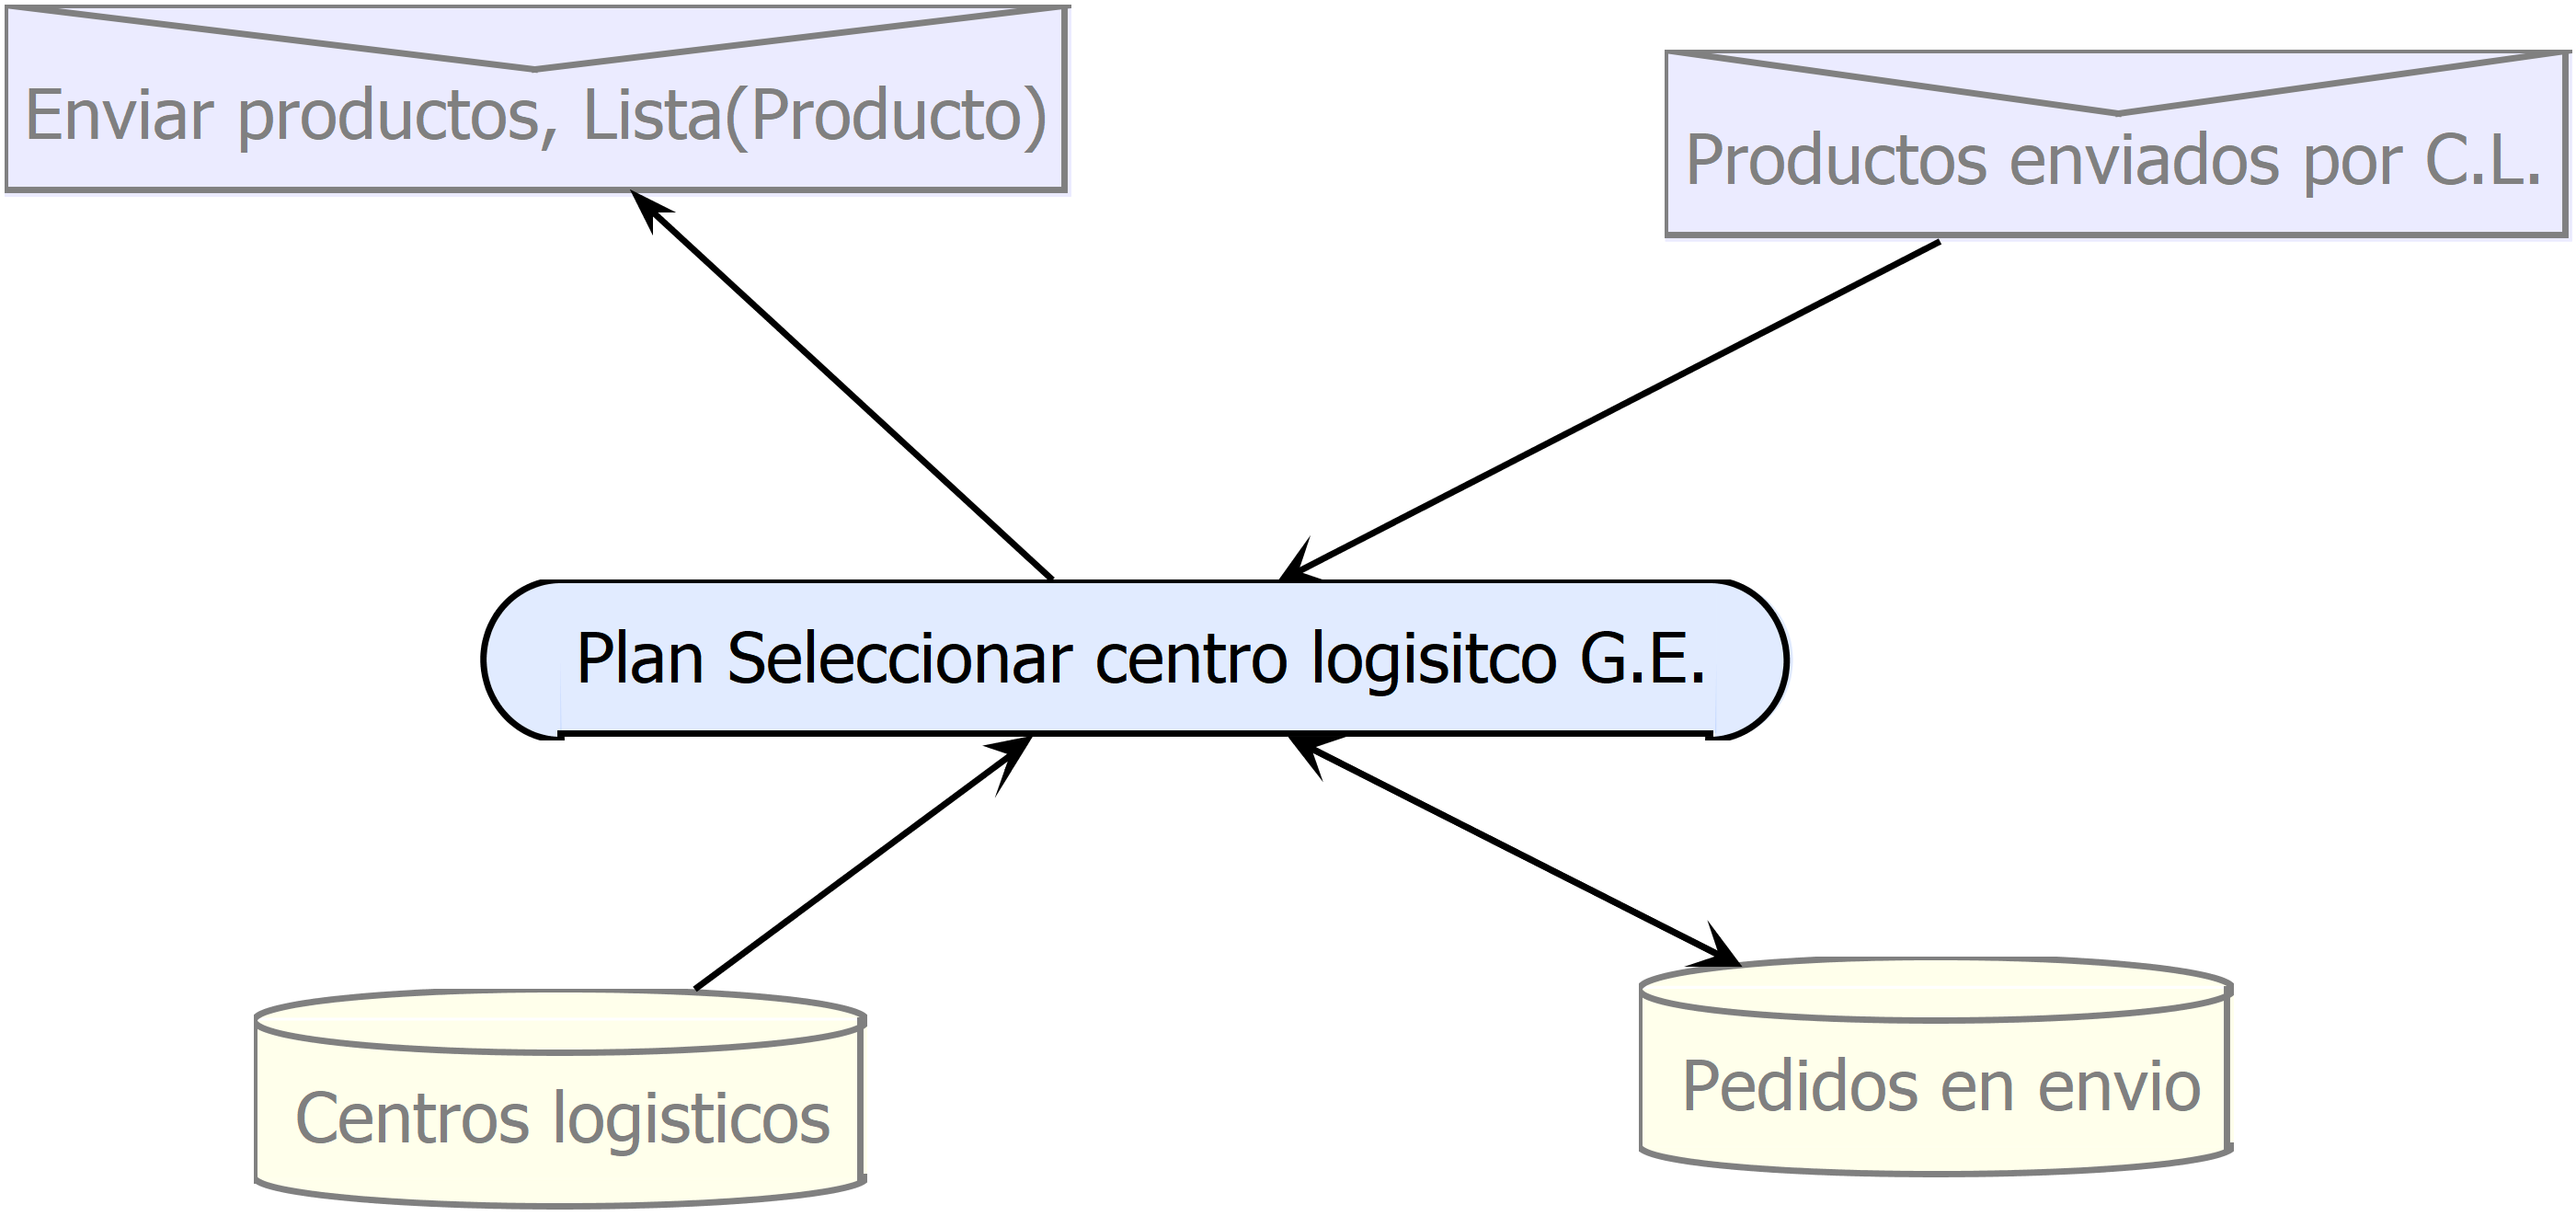 Enviar productos, Lista(Producto)
Productos enviados por C.L.
Plan Seleccionar centro logisitco G.E.
Centros logisticos
Pedidos en envio